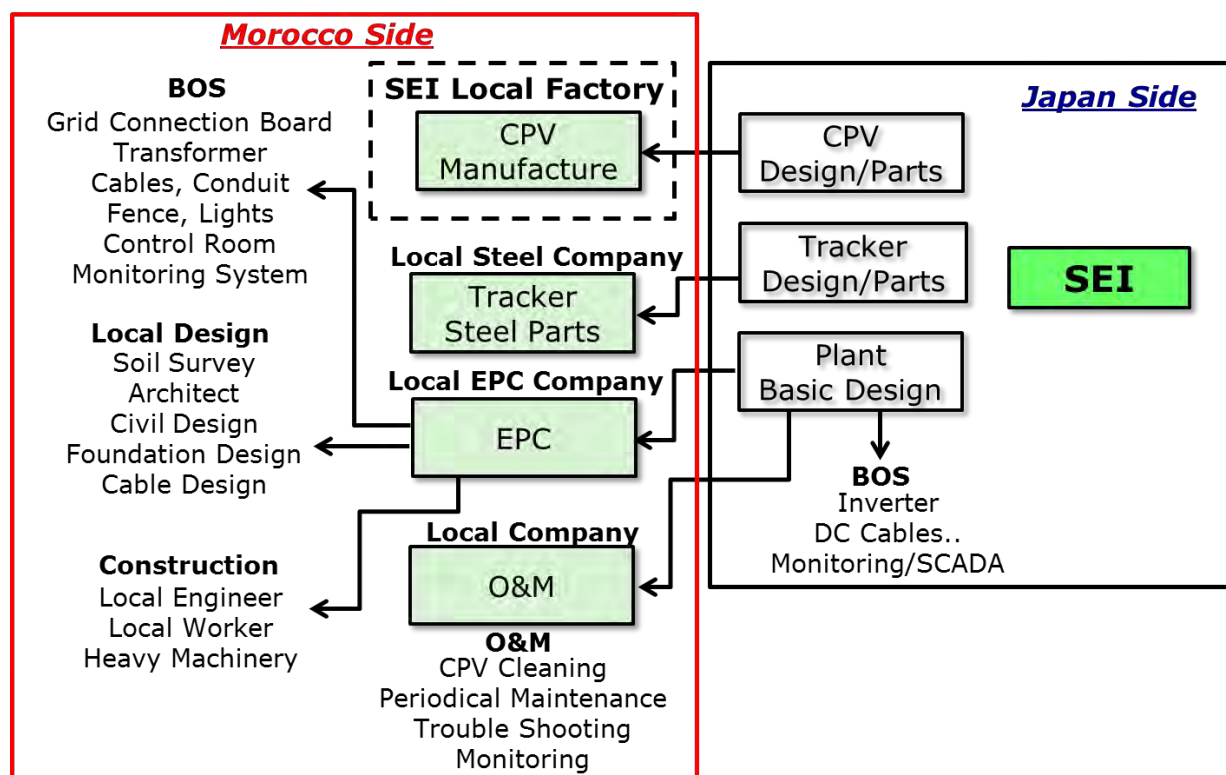 Morocco Side
BOS
Grid Connection Board
Transformer
Cables, Conduit
Fence, Lights
Control Room
Monitoring System
Local Design
Soil Survey
Architect
Civil Design
Foundation Design
Cable Design
Construction
Local Engineer
Local Worker
Heavy Machinery
SEI Local Factory
CPV
Manufacture
Local Steel Company
Tracker
Steel Parts
Local EPC Company
EPC
Local Company
O&M
O&M
CPV Cleaning
Periodical Maintenance
Trouble Shooting
Monitoring
Japan Side
CPV
Design/Parts
Tracker
Design/Parts
SEI
Plant
Basic Design
BOS
Inverter
DC Cables..
Monitoring/SCADA